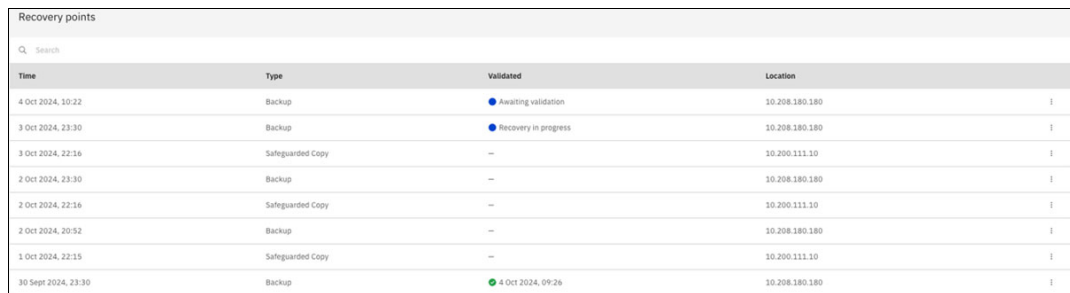 Recovery points
Search
Time Type Validated Location
4 Oct 2024, 10:22 Backup Awaiting validation 10.208.180.180
3 Oct 2024, 23:30 Backup Recovery in progress 10.208.180.180
3 Oct 2024, 22:16 Safeguarded Copy — 10.200.111.10
2 Oct 2024, 23:30 Backup — 10.208.180.180
2 Oct 2024, 22:16 Safeguarded Copy — 10.200.111.10
2 Oct 2024, 20:52 Backup — 10.208.180.180
1 Oct 2024, 22:15 Safeguarded Copy — 10.200.111.10
30 Sept 2024, 23:30 Backup 4 Oct 2024, 09:26 10.208.180.180